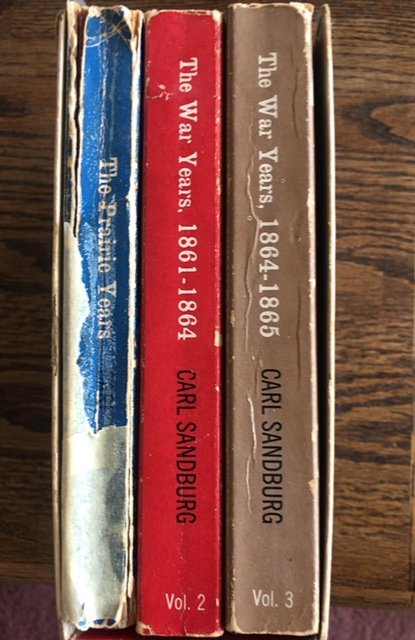 The Prairie Years
The War Years, 1861-1864
CARL SANDBURG
Vol. 2
The War Years, 1864-1865
CARL SANDBURG
Vol. 3